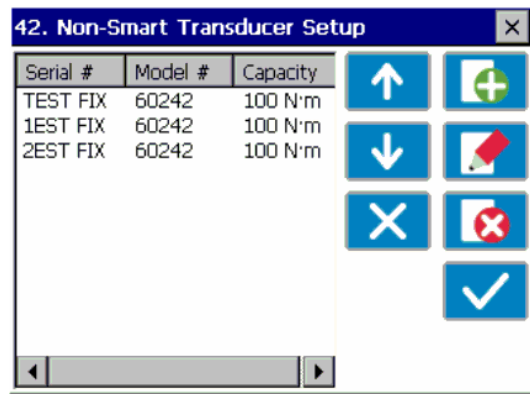 42. Non-Smart Transducer Setup
Serial # Model # Capacity
TEST FIX 60242 100 N·m
1EST FIX 60242 100 N·m
2EST FIX 60242 100 N·m